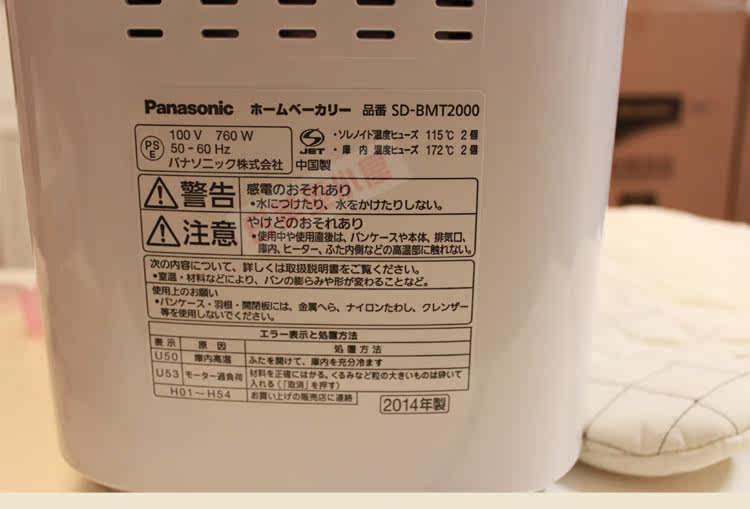 Panasonic ホームベーカリー 品番 SD-BMT2000
100 V 760 W
50 - 60 Hz
パナソニック株式会社
PS
E
JET
・ソレノイド温度ヒューズ 115℃ 2個
・庫内 温度ヒューズ 172℃ 2個
中国製
警告
感電のおそれあり
•水につけたり、水をかけたりしない。
注意
やけどのおそれあり
•使用中や使用直後は、パンケースや本体、排気口、
庫内、ヒーター、ふた内側などの高温部に触れない。
次の内容について、詳しくは取扱説明書をご覧ください。
•室温・材料などにより、パンの膨らみや形が変わることなど。
使用上のお願い
•パンケース・羽根・開閉板には、金属へら、ナイロンたわし、クレンザー
等を使用しないでください。
エラー表示と処置方法
表示 原因 処置方法
U50 庫内高温 ふたを開けて、庫内を充分冷ます
U53 モーター過負荷 材料を正確にはかる。くるみなど粒の大きいものは砕いて
入れる(「取消」を押す)
H01～H54 お買い上げの販売店に連絡
2014年製